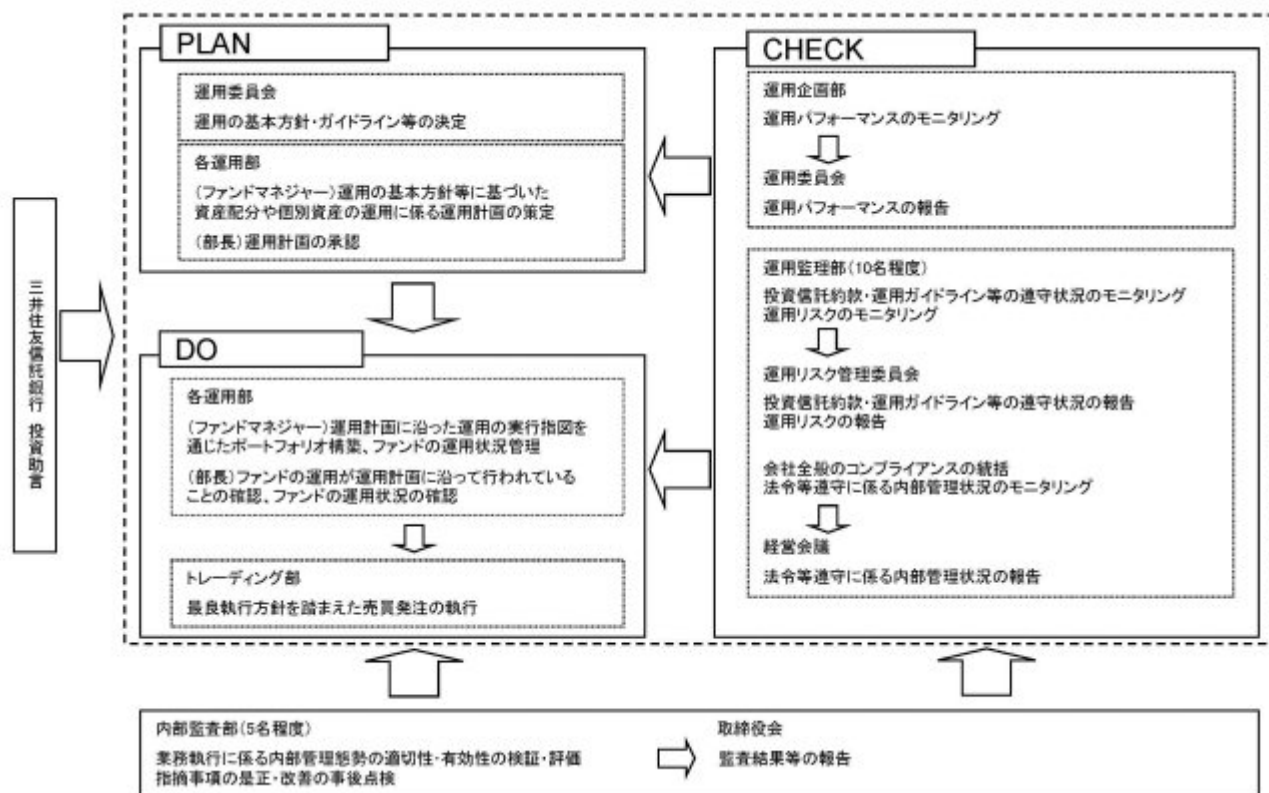 PLAN
運用委員会
運用の基本方針・ガイドライン等の決定
各運用部
(ファンドマネジャー)運用の基本方針等に基づいた
資産配分や個別資産の運用に係る運用計画の策定
(部長)運用計画の承認
DO
各運用部
(ファンドマネジャー)運用計画に沿った運用の実行指図を
通じたポートフォリオ構築、ファンドの運用状況管理
(部長)ファンドの運用が運用計画に沿って行われている
ことの確認、ファンドの運用状況の確認
トレーディング部
最良執行方針を踏まえた売買発注の執行
CHECK
運用企画部
運用パフォーマンスのモニタリング
運用委員会
運用パフォーマンスの報告
運用監理部(10名程度)
投資信託約款・運用ガイドライン等の遵守状況のモニタリング
運用リスクのモニタリング
運用リスク管理委員会
投資信託約款・運用ガイドライン等の遵守状況の報告
運用リスクの報告
会社全般のコンプライアンスの統括
法令等遵守に係る内部管理状況のモニタリング
経営会議
法令等遵守に係る内部管理状況の報告
三井住友信託銀行 投資助言
内部監査部(5名程度)
業務執行に係る内部管理態勢の適切性・有効性の検証・評価
指摘事項の是正・改善の事後点検
取締役会
監査結果等の報告